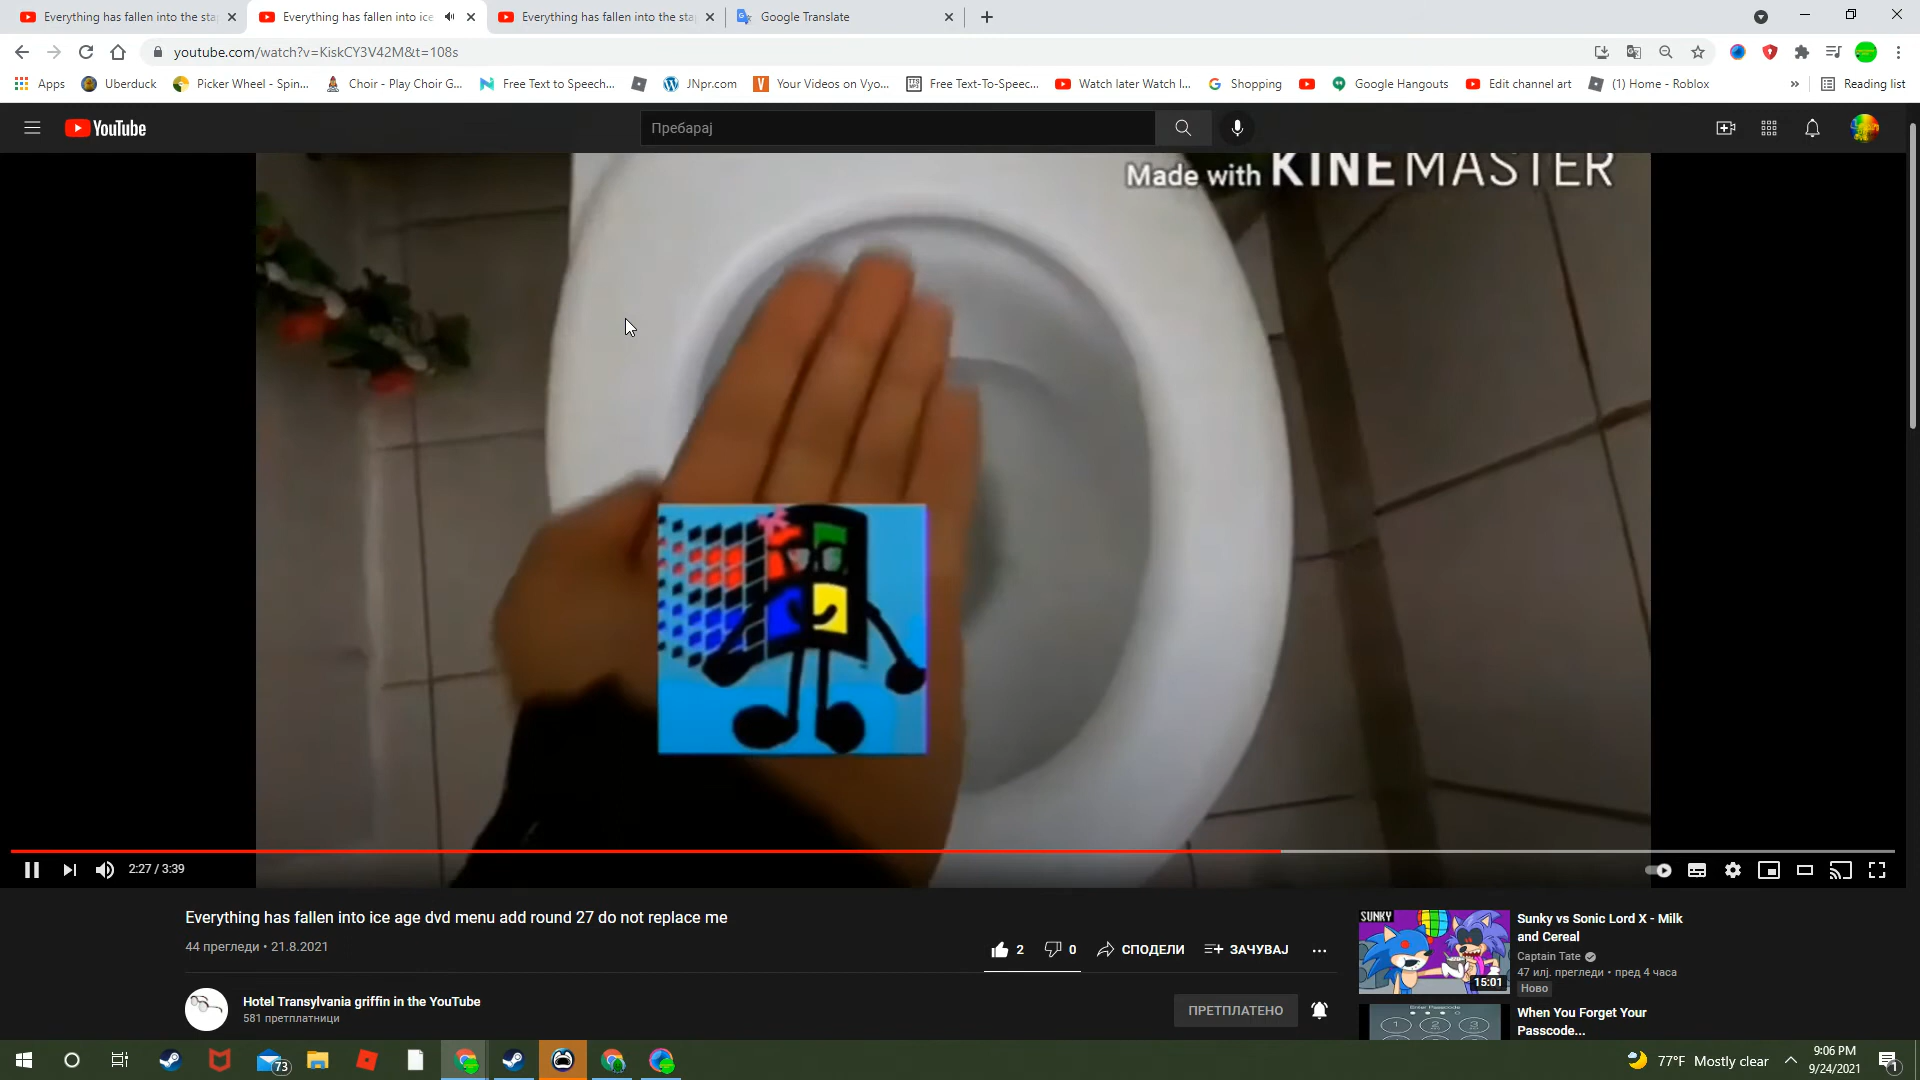 Everything has fallen into the sta
Everything has fallen into ice
Everything has fallen into the sta
Google Translate
youtube.com/watch?v=KiskCY3V42M&t=108s
Apps
Uberduck
Picker Wheel - Spin...
Choir - Play Choir G...
Free Text to Speech...
JNpr.com
Your Videos on Vyo...
Free Text-To-Speec...
Watch later Watch l...
Shopping
Google Hangouts
Edit channel art
(1) Home - Roblox
»
Reading list
YouTube
Пребарај
Made with KINEMASTER
2:27 / 3:39
Everything has fallen into ice age dvd menu add round 27 do not replace me
44 прегледи • 21.8.2021
2
0
СПОДЕЛИ
ЗАЧУВАЈ
Hotel Transylvania griffin in the YouTube
581 претплатници
ПРЕТПЛАТЕНО
SUNKY
15:01
Sunky vs Sonic Lord X - Milk
and Cereal
Captain Tate
47 илј. прегледи • пред 4 часа
Ново
Enter Passcode
1 2 3
When You Forget Your
Passcode...
73
77°F Mostly clear
9:06 PM
9/24/2021
1